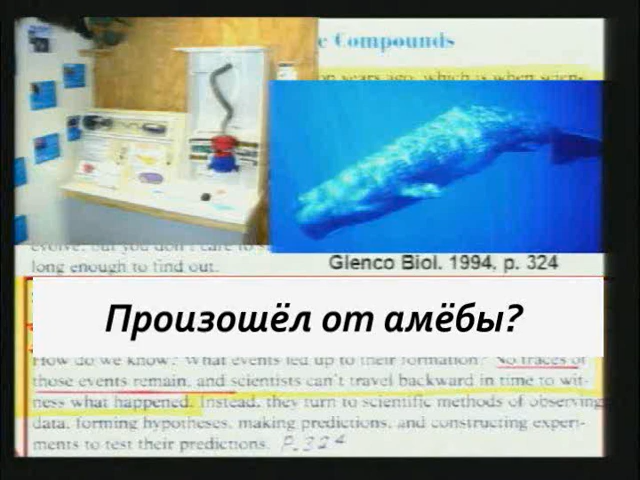 e Compounds
on years ago, which is when scien-
Glenco Biol. 1994, p. 324
evolve, but you don't care to s
long enough to find out.
Произошёл от амёбы?
How do we know? What events led up to their formation? No traces of
those events remain, and scientists can't travel backward in time to wit-
ness what happened. Instead, they turn to scientific methods of observing
data, forming hypotheses, making predictions, and constructing experi-
ments to test their predictions. P.324